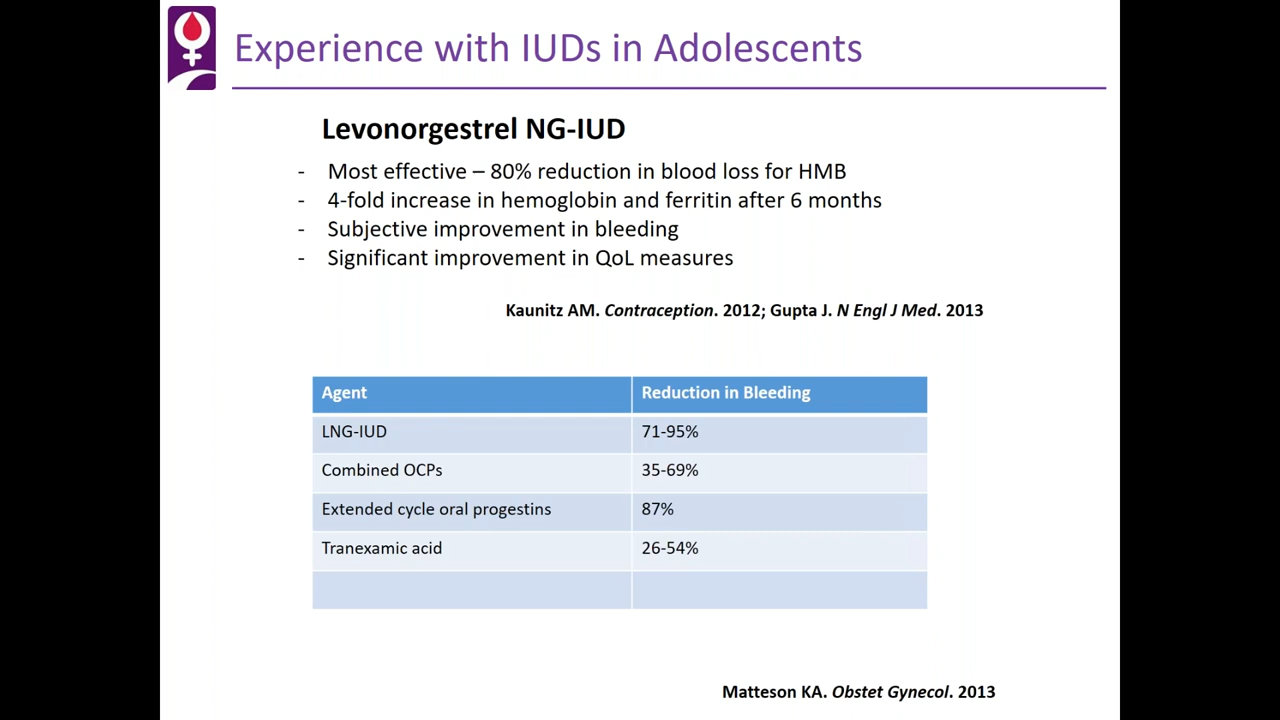 Experience with IUDs in Adolescents
Levonorgestrel NG-IUD
- Most effective – 80% reduction in blood loss for HMB
- 4-fold increase in hemoglobin and ferritin after 6 months
- Subjective improvement in bleeding
- Significant improvement in QoL measures
Kaunitz AM. Contraception. 2012; Gupta J. N Engl J Med. 2013
Agent Reduction in Bleeding
LNG-IUD 71-95%
Combined OCPs 35-69%
Extended cycle oral progestins 87%
Tranexamic acid 26-54%
Matteson KA. Obstet Gynecol. 2013